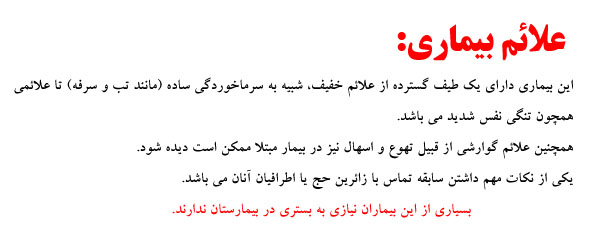 علائم بیماری:
این بیماری دارای یک طیف گسترده از علائم خفیف، شبیه به سرماخوردگی ساده (مانند تب و سرفه) تا علائمی
همچون تنگی نفس شدید می باشد.
همچنین علائم گوارشی از قبیل تهوع و اسهال نیز در بیمار مبتلا ممکن است دیده شود.
یکی از نکات مهم داشتن سابقه تماس با زائرین حج یا اطرافیان آنان می باشد.
بسیاری از این بیماران نیازی به بستری در بیمارستان ندارند.